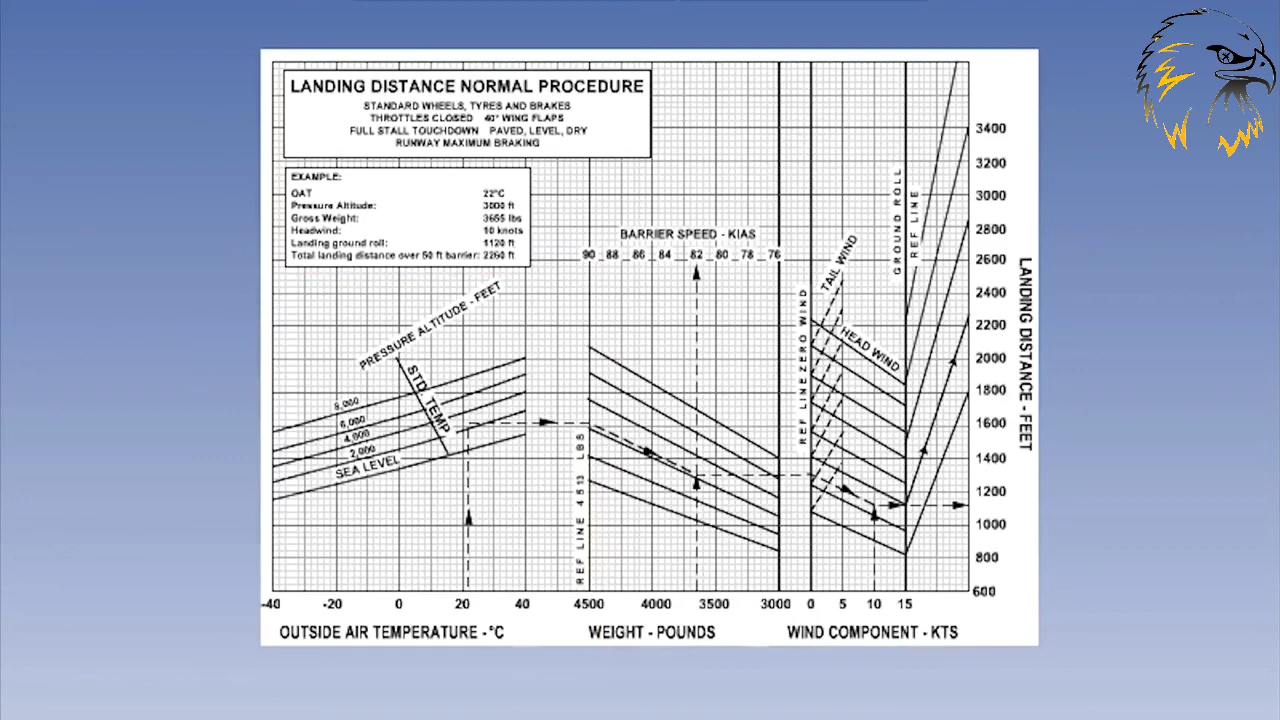 LANDING DISTANCE NORMAL PROCEDURE
STANDARD WHEELS, TYRES AND BRAKES
THROTTLES CLOSED 40° WING FLAPS
FULL STALL TOUCHDOWN PAVED, LEVEL, DRY
RUNWAY MAXIMUM BRAKING
EXAMPLE:
OAT 22°C
Pressure Altitude: 3000 ft
Gross Weight: 3655 lbs
Headwind: 10 knots
Landing ground roll: 1120 ft
Total landing distance over 50 ft barrier: 2260 ft
BARRIER SPEED - KIAS
90 88 86 84 82 80 78 76
PRESSURE ALTITUDE - FEET
STD. TEMP
8,000
6,000
4,000
2,000
SEA LEVEL
REF LINE 4513 LBS
REF LINE ZERO WIND
TAIL WIND
HEAD WIND
GROUND ROLL
REF LINE
3400
3200
3000
2800
2600
2400
2200
2000
1800
1600
1400
1200
1000
800
600
LANDING DISTANCE - FEET
-40 -20 0 20 40 4500 4000 3500 3000 0 5 10 15
OUTSIDE AIR TEMPERATURE - °C WEIGHT - POUNDS WIND COMPONENT - KTS